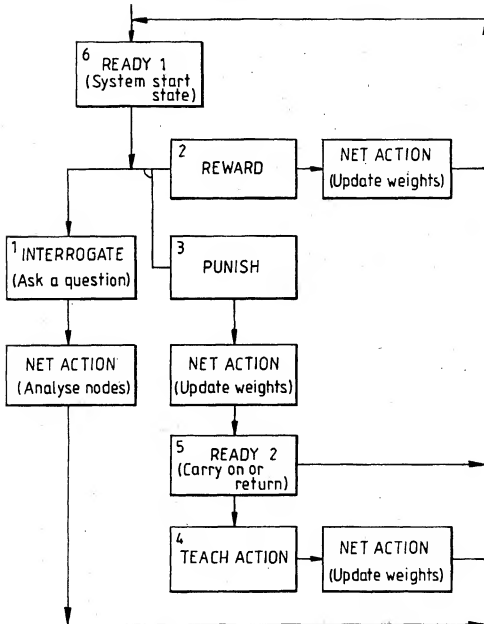 6
READY 1
(System start
state)
2
REWARD
NET ACTION
(Update weights)
1
INTERROGATE
(Ask a question)
3
PUNISH
NET ACTION
(Analyse nodes)
NET ACTION
(Update weights)
5
READY 2
(Carry on or
return)
4
TEACH ACTION
NET ACTION
(Update weights)